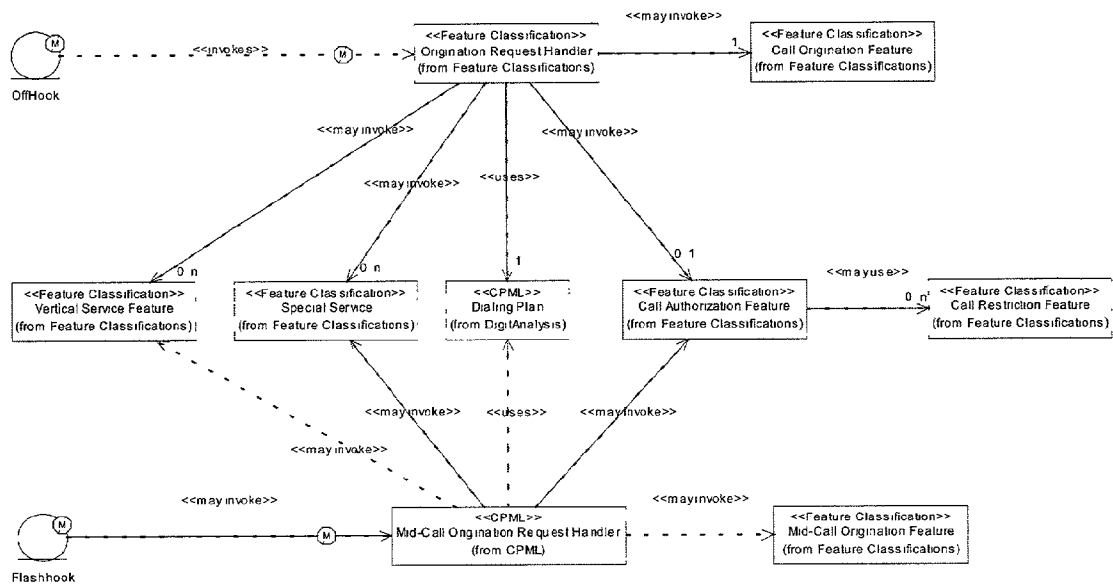 <<may invoke>>
M
<<invokes>>
M
<<Feature Classification>>
Origination Request Handler
(from Feature Classifications)
1
<<Feature Classification>>
Call Origination Feature
(from Feature Classifications)
OffHook
<<may invoke>>
<<may invoke>>
<<may invoke>>
<<uses>>
0 n
0 n
1
0 1
<<may use>>
0 n
<<Feature Classification>>
Vertical Service Feature
(from Feature Classifications)
<<Feature Classification>>
Special Service
(from Feature Classifications)
<<CPML>>
Dialing Plan
(from DigitAnalysis)
<<Feature Classification>>
Call Authorization Feature
(from Feature Classifications)
<<Feature Classification>>
Call Restriction Feature
(from Feature Classifications)
<<may invoke>>
<<uses>>
<<may invoke>>
<<may invoke>>
<<may invoke>>
<<may invoke>>
M
M
<<CPML>>
Mid-Call Origination Request Handler
(from CPML)
<<Feature Classification>>
Mid-Call Origination Feature
(from Feature Classifications)
Flashhook